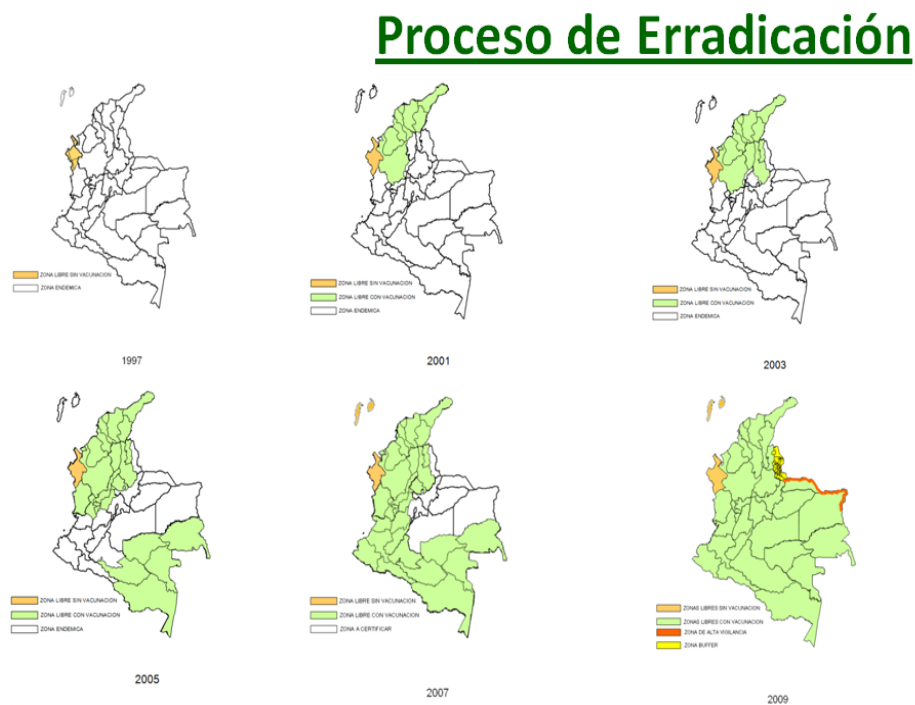 Proceso de Erradicación
ZONA LIBRE SIN VACUNACION
ZONA ENDEMICA
1997
ZONA LIBRE SIN VACUNACION
ZONA LIBRE CON VACUNACION
ZONA ENDEMICA
2001
ZONA LIBRE SIN VACUNACION
ZONA LIBRE CON VACUNACION
ZONA ENDEMICA
2003
ZONA LIBRE SIN VACUNACION
ZONA LIBRE CON VACUNACION
ZONA ENDEMICA
2005
ZONA LIBRE SIN VACUNACION
ZONA LIBRE CON VACUNACION
ZONA A CERTIFICAR
2007
ZONAS LIBRES SIN VACUNACION
ZONAS LIBRES CON VACUNACION
ZONA DE ALTA VIGILANCIA
ZONA BUFFER
2009